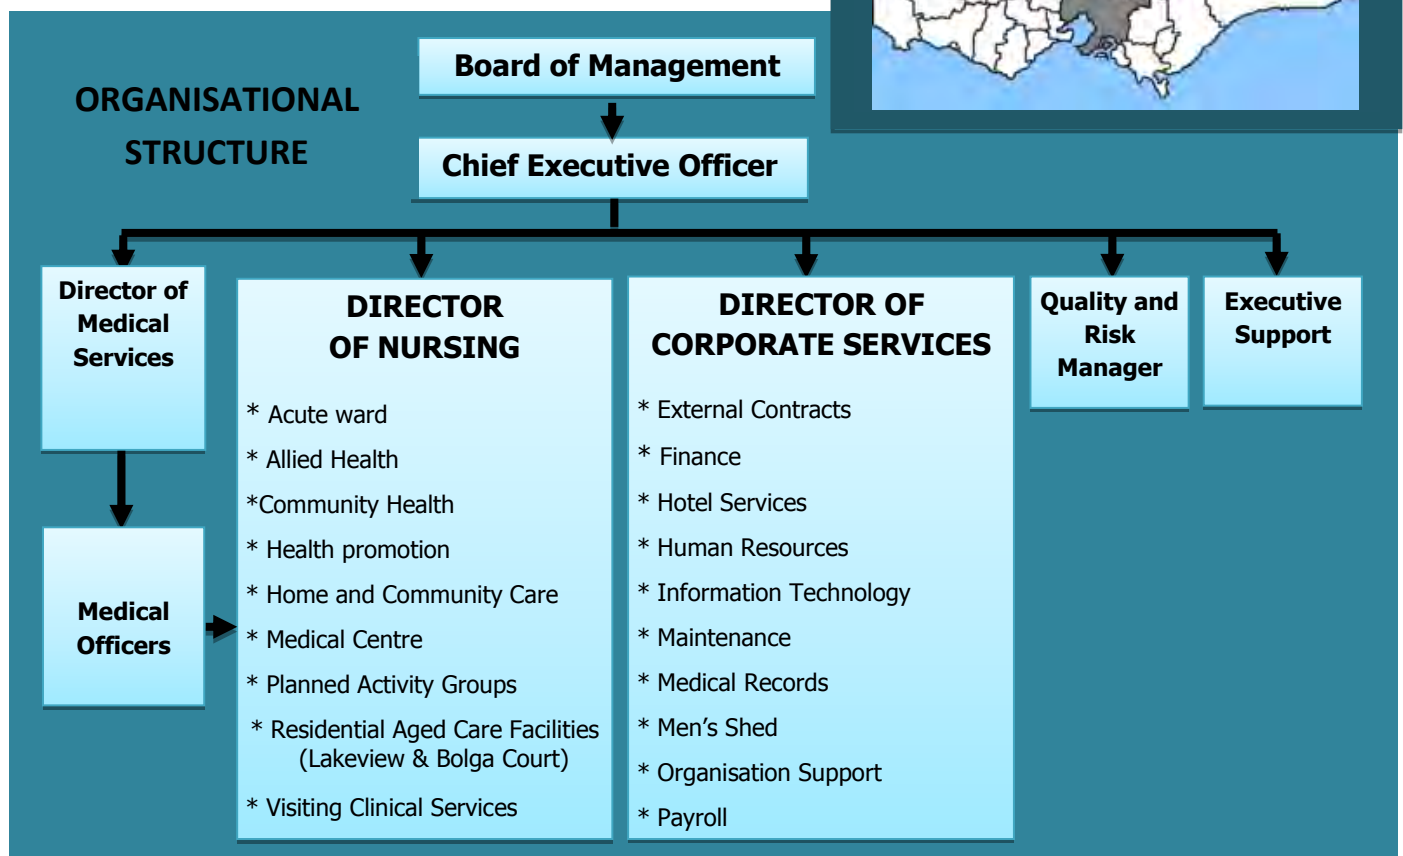 ORGANISATIONAL
STRUCTURE
Board of Management
Chief Executive Officer
Director of
Medical
Services
Medical
Officers
DIRECTOR
OF NURSING
* Acute ward
* Allied Health
*Community Health
* Health promotion
* Home and Community Care
* Medical Centre
* Planned Activity Groups
* Residential Aged Care Facilities
(Lakeview & Bolga Court)
* Visiting Clinical Services
DIRECTOR OF
CORPORATE SERVICES
* External Contracts
* Finance
* Hotel Services
* Human Resources
* Information Technology
* Maintenance
* Medical Records
* Men’s Shed
* Organisation Support
* Payroll
Quality and
Risk
Manager
Executive
Support